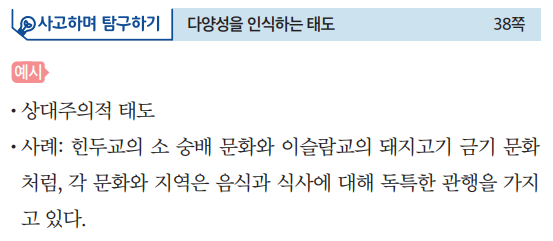 사고하며 탐구하기 다양성을 인식하는 태도 38쪽
예시
• 상대주의적 태도
• 사례: 힌두교의 소 숭배 문화와 이슬람교의 돼지고기 금기 문화
처럼, 각 문화와 지역은 음식과 식사에 대해 독특한 관행을 가지
고 있다.